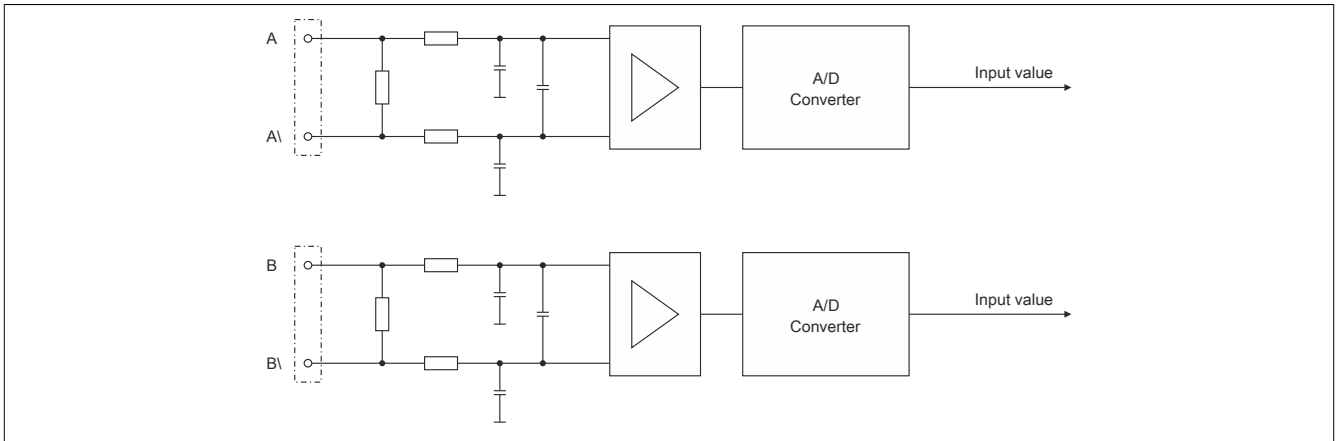 A
A\
A/D
Converter
Input value
B
B\
A/D
Converter
Input value